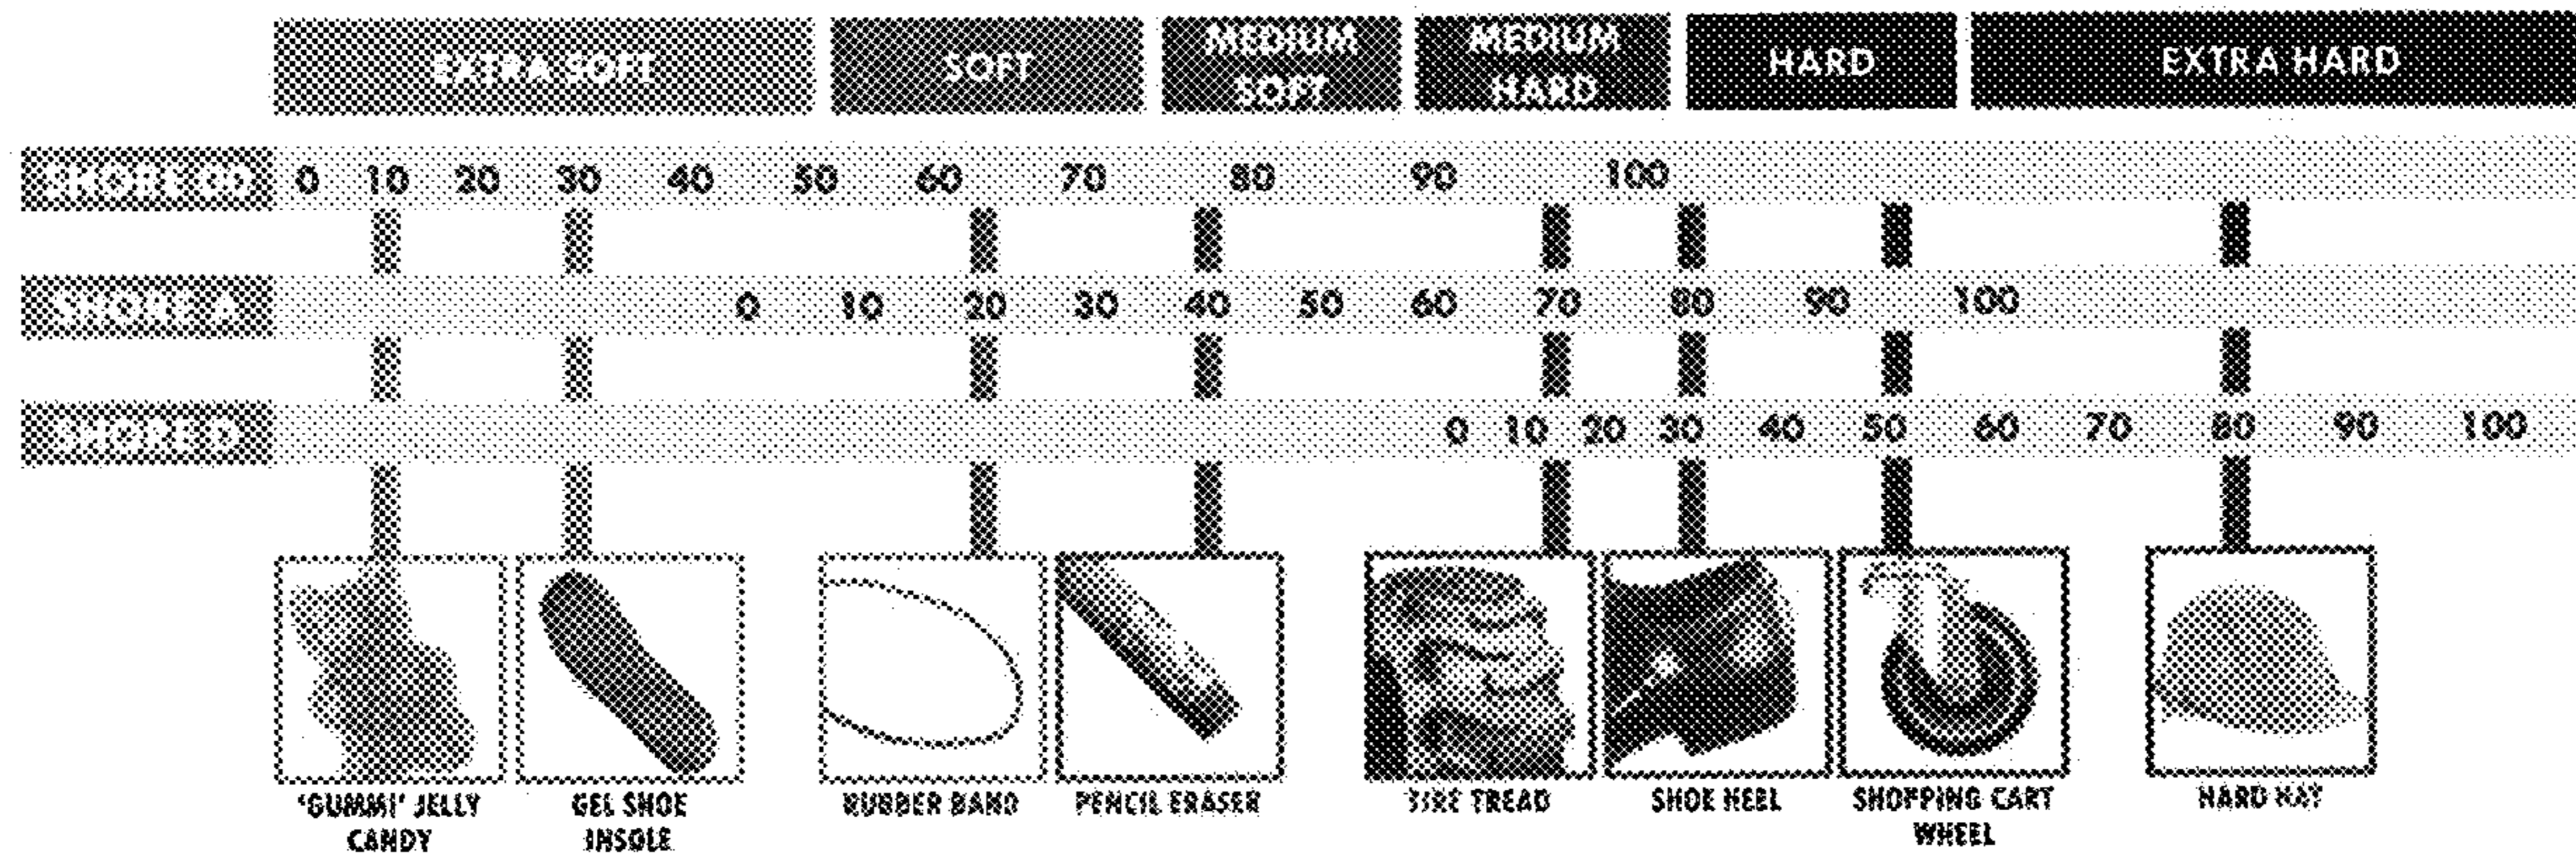 EXTRA SOFT
SOFT
MEDIUM
SOFT
MEDIUM
HARD
HARD
EXTRA HARD
SHORE OO 0 10 20 30 40 50 60 70 80 90 100
SHORE A 0 10 20 30 40 50 60 70 80 90 100
SHORE D 0 10 20 30 40 50 60 70 80 90 100
'GUMMI' JELLY
CANDY
GEL SHOE
INSOLE
RUBBER BAND
PENCIL ERASER
TIRE TREAD
SHOE HEEL
SHOPPING CART
WHEEL
HARD HAT